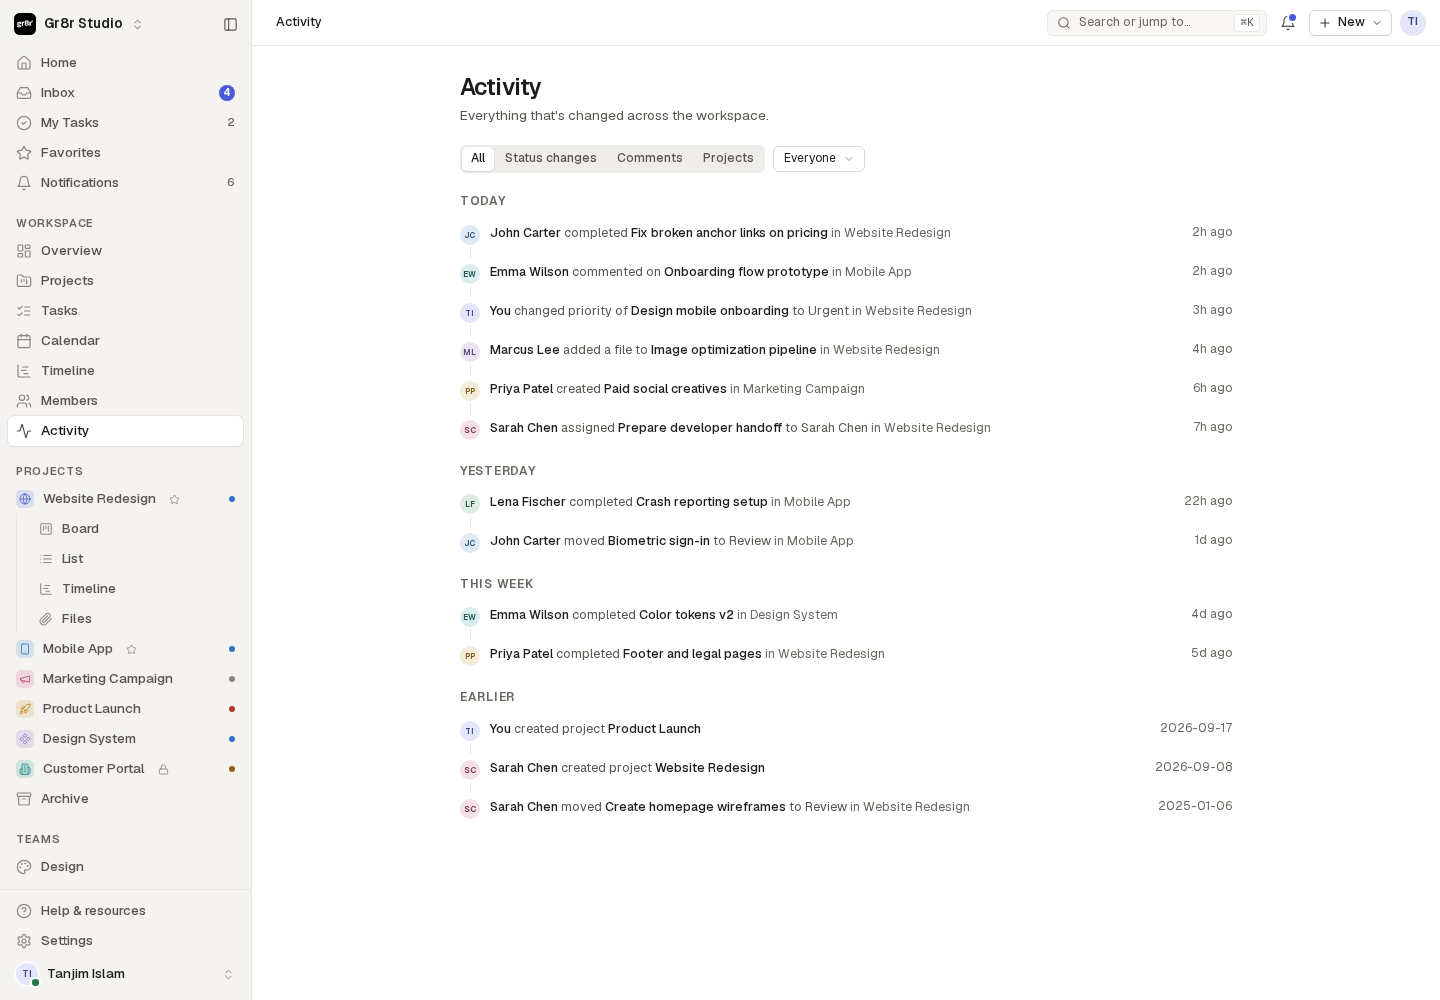 gr8r
Gr8r Studio
Home
Inbox 4
My Tasks 2
Favorites
Notifications 6
WORKSPACE
Overview
Projects
Tasks
Calendar
Timeline
Members
Activity
PROJECTS
Website Redesign
Board
List
Timeline
Files
Mobile App
Marketing Campaign
Product Launch
Design System
Customer Portal
Archive
TEAMS
Design
Help & resources
Settings
TI Tanjim Islam
Activity
Search or jump to... ⌘K
New
TI
Activity
Everything that's changed across the workspace.
All Status changes Comments Projects Everyone
TODAY
JC John Carter completed Fix broken anchor links on pricing in Website Redesign 2h ago
EW Emma Wilson commented on Onboarding flow prototype in Mobile App 2h ago
TI You changed priority of Design mobile onboarding to Urgent in Website Redesign 3h ago
ML Marcus Lee added a file to Image optimization pipeline in Website Redesign 4h ago
PP Priya Patel created Paid social creatives in Marketing Campaign 6h ago
SC Sarah Chen assigned Prepare developer handoff to Sarah Chen in Website Redesign 7h ago
YESTERDAY
LF Lena Fischer completed Crash reporting setup in Mobile App 22h ago
JC John Carter moved Biometric sign-in to Review in Mobile App 1d ago
THIS WEEK
EW Emma Wilson completed Color tokens v2 in Design System 4d ago
PP Priya Patel completed Footer and legal pages in Website Redesign 5d ago
EARLIER
TI You created project Product Launch 2026-09-17
SC Sarah Chen created project Website Redesign 2026-09-08
SC Sarah Chen moved Create homepage wireframes to Review in Website Redesign 2025-01-06